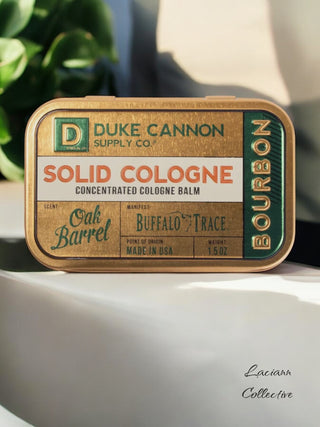 D DUKE CANNON
SUPPLY CO.®
SOLID COLOGNE
CONCENTRATED COLOGNE BALM
BOURBON
SCENT
Oak
Barrel
MANIFEST
BUFFALO TRACE
POINT OF ORIGIN
MADE IN USA
WEIGHT
1.5 OZ
Laciann
Collective